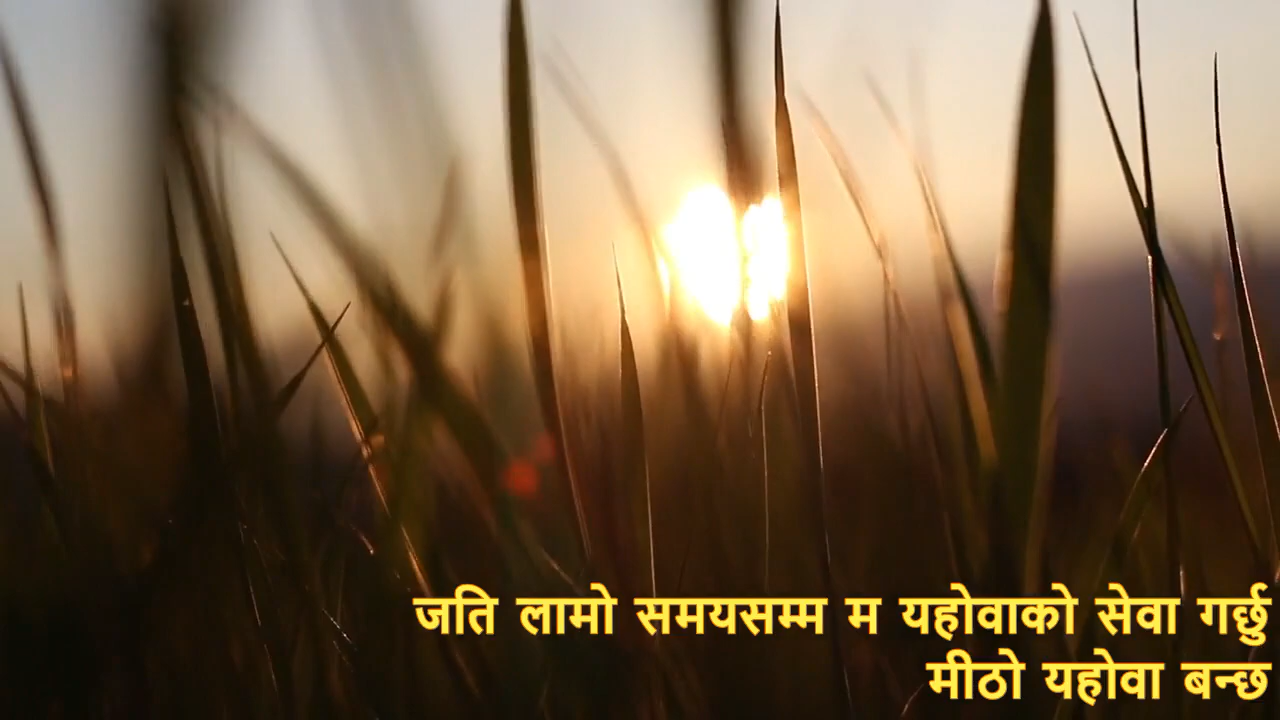 जति लामो समयसम्म म यहोवाको सेवा गर्छु
मीठो यहोवा बन्छ